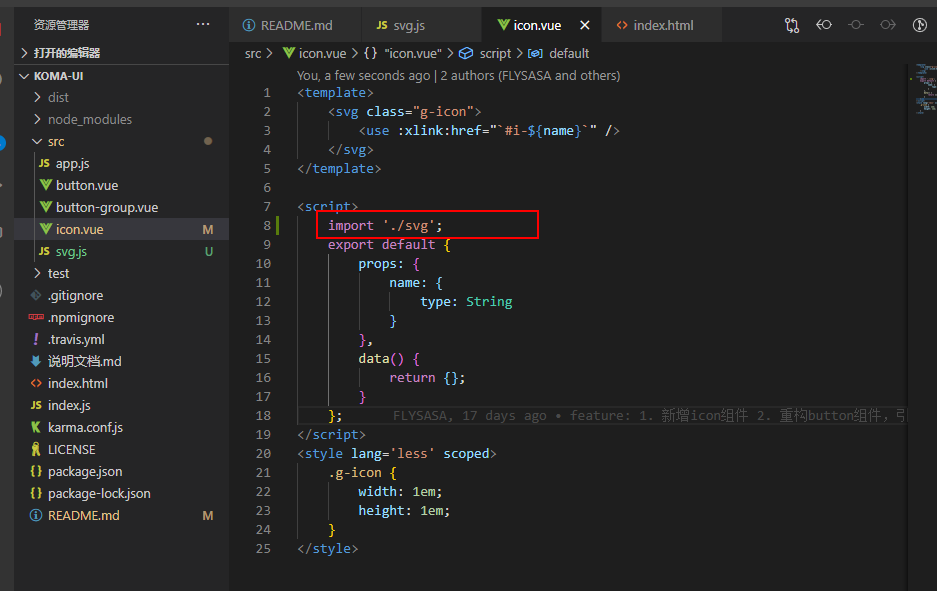 资源管理器
···
README.md
JS svg.js
icon.vue
index.html
打开的编辑器
src > icon.vue > {} "icon.vue" > script > default
KOMA-UI
You, a few seconds ago | 2 authors (FLYSASA and others)
dist
node_modules
src
JS app.js
button.vue
button-group.vue
icon.vue M
JS svg.js U
test
.gitignore
npm .npmignore
! .travis.yml
说明文档.md
<> index.html
JS index.js
karma.conf.js
LICENSE
{} package.json
{} package-lock.json
README.md M
1 <template>
2 <svg class="g-icon">
3 <use :xlink:href="`#i-${name}`" />
4 </svg>
5 </template>
6
7 <script>
8 import './svg';
9 export default {
10 props: {
11 name: {
12 type: String
13 }
14 },
15 data() {
16 return {};
17 }
18 }; FLYSASA, 17 days ago • feature: 1. 新增icon组件 2. 重构button组件，引
19 </script>
20 <style lang='less' scoped>
21 .g-icon {
22 width: 1em;
23 height: 1em;
24 }
25 </style>